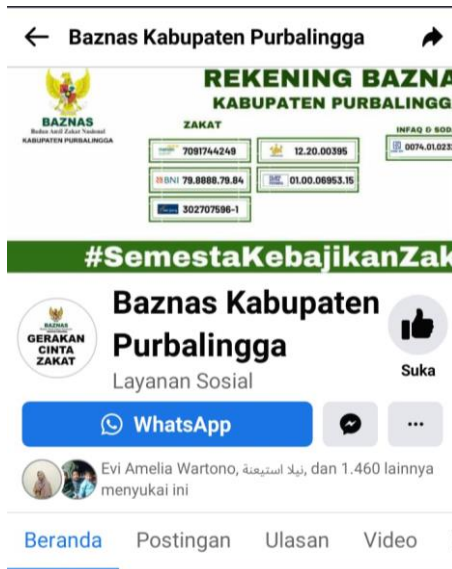 Baznas Kabupaten Purbalingga
REKENING BAZNA
KABUPATEN PURBALINGG
BAZNAS
Badan Amil Zakat Nasional
KABUPATEN PURBALINGGA
ZAKAT
INFAQ & SOD
7091744249
12.20.00395
0074.01.023
BNI 79.8888.79.84
01.00.06953.15
302707596-1
#SemestaKebajikanZak
BAZNAS
GERAKAN
CINTA
ZAKAT
Baznas Kabupaten
Purbalingga
Layanan Sosial
Suka
WhatsApp
Evi Amelia Wartono, نيلا استيعنة, dan 1.460 lainnya
menyukai ini
Beranda Postingan Ulasan Video